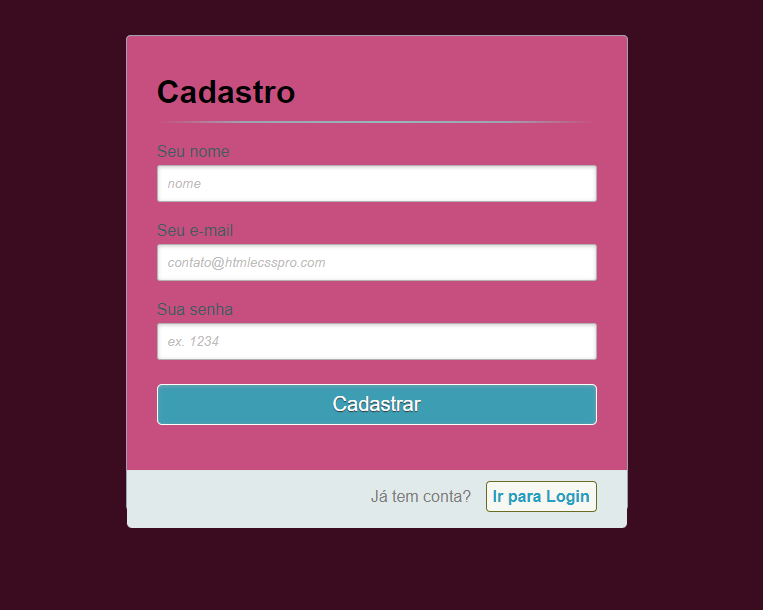 Cadastro
Seu nome
nome
Seu e-mail
contato@htmlecsspro.com
Sua senha
ex. 1234
Cadastrar
Já tem conta? Ir para Login